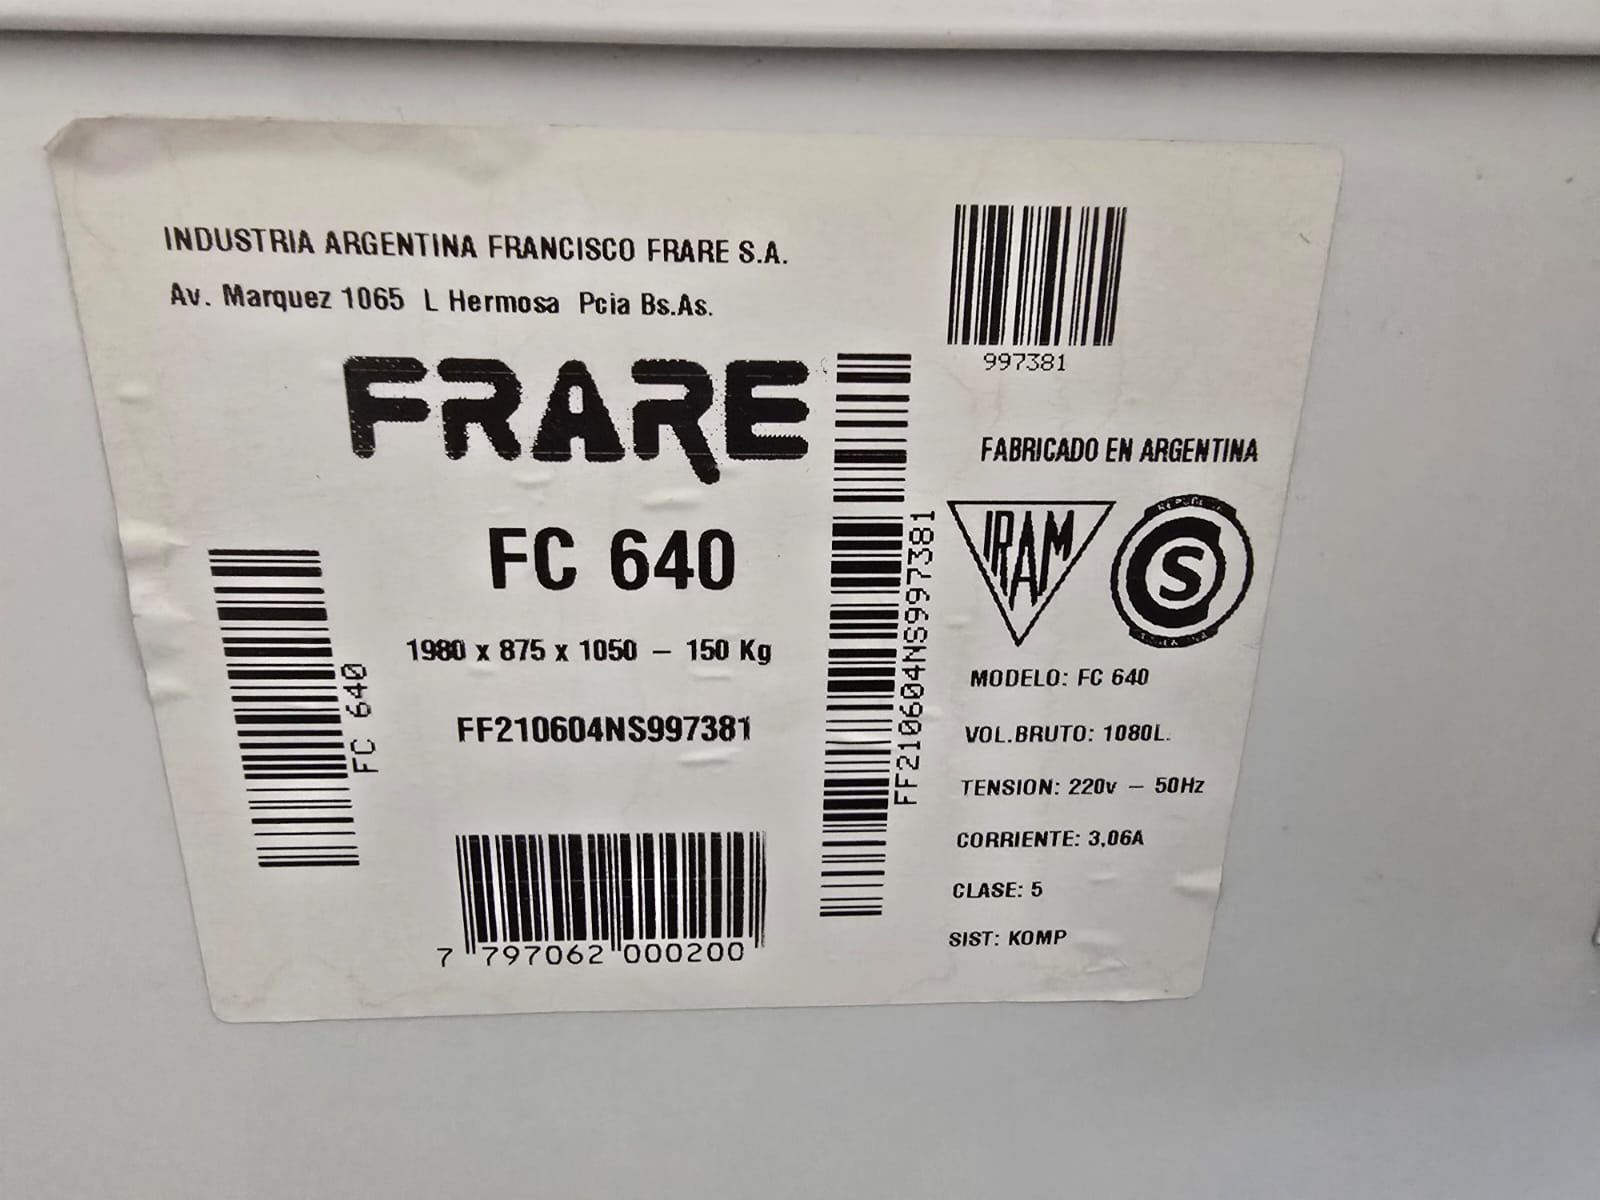 INDUSTRIA ARGENTINA FRANCISCO FRARE S.A.
Av. Marquez 1065 L Hermosa Pcia Bs.As.
997381
FRARE
FABRICADO EN ARGENTINA
FC 640
IRAM
S
1980 x 875 x 1050 – 150 Kg
FF210604NS997381
FC 640
FF210604NS997381
7 797062 000200
MODELO: FC 640
VOL.BRUTO: 1080L.
TENSION: 220v – 50Hz
CORRIENTE: 3,06A
CLASE: 5
SIST: KOMP